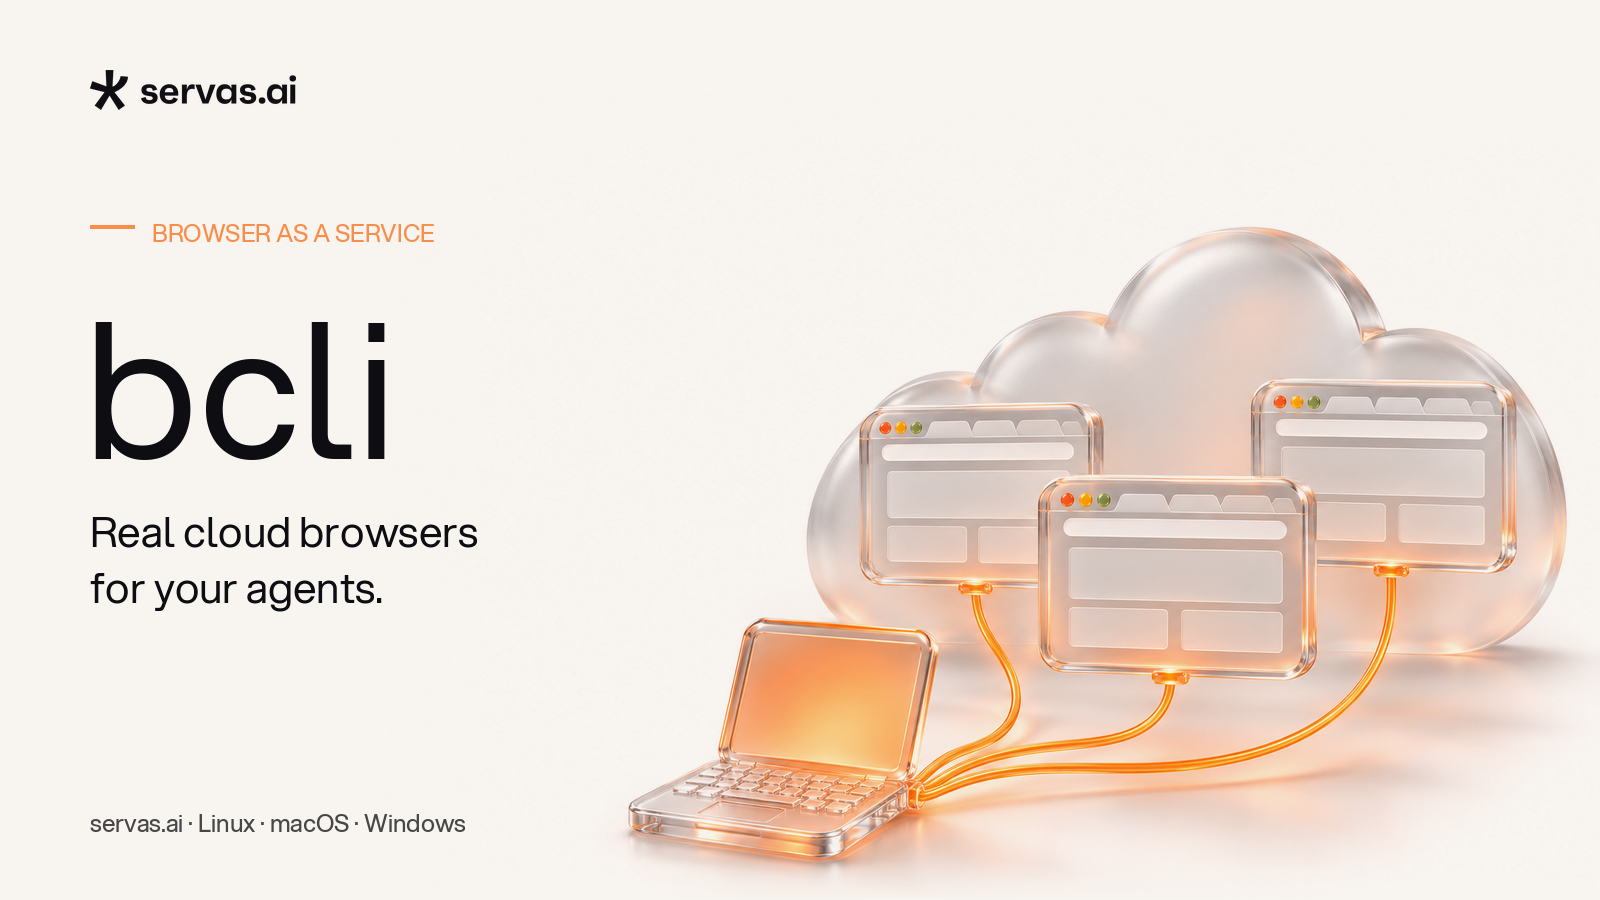 servas.ai
BROWSER AS A SERVICE
bcli
Real cloud browsers
for your agents.
servas.ai · Linux · macOS · Windows